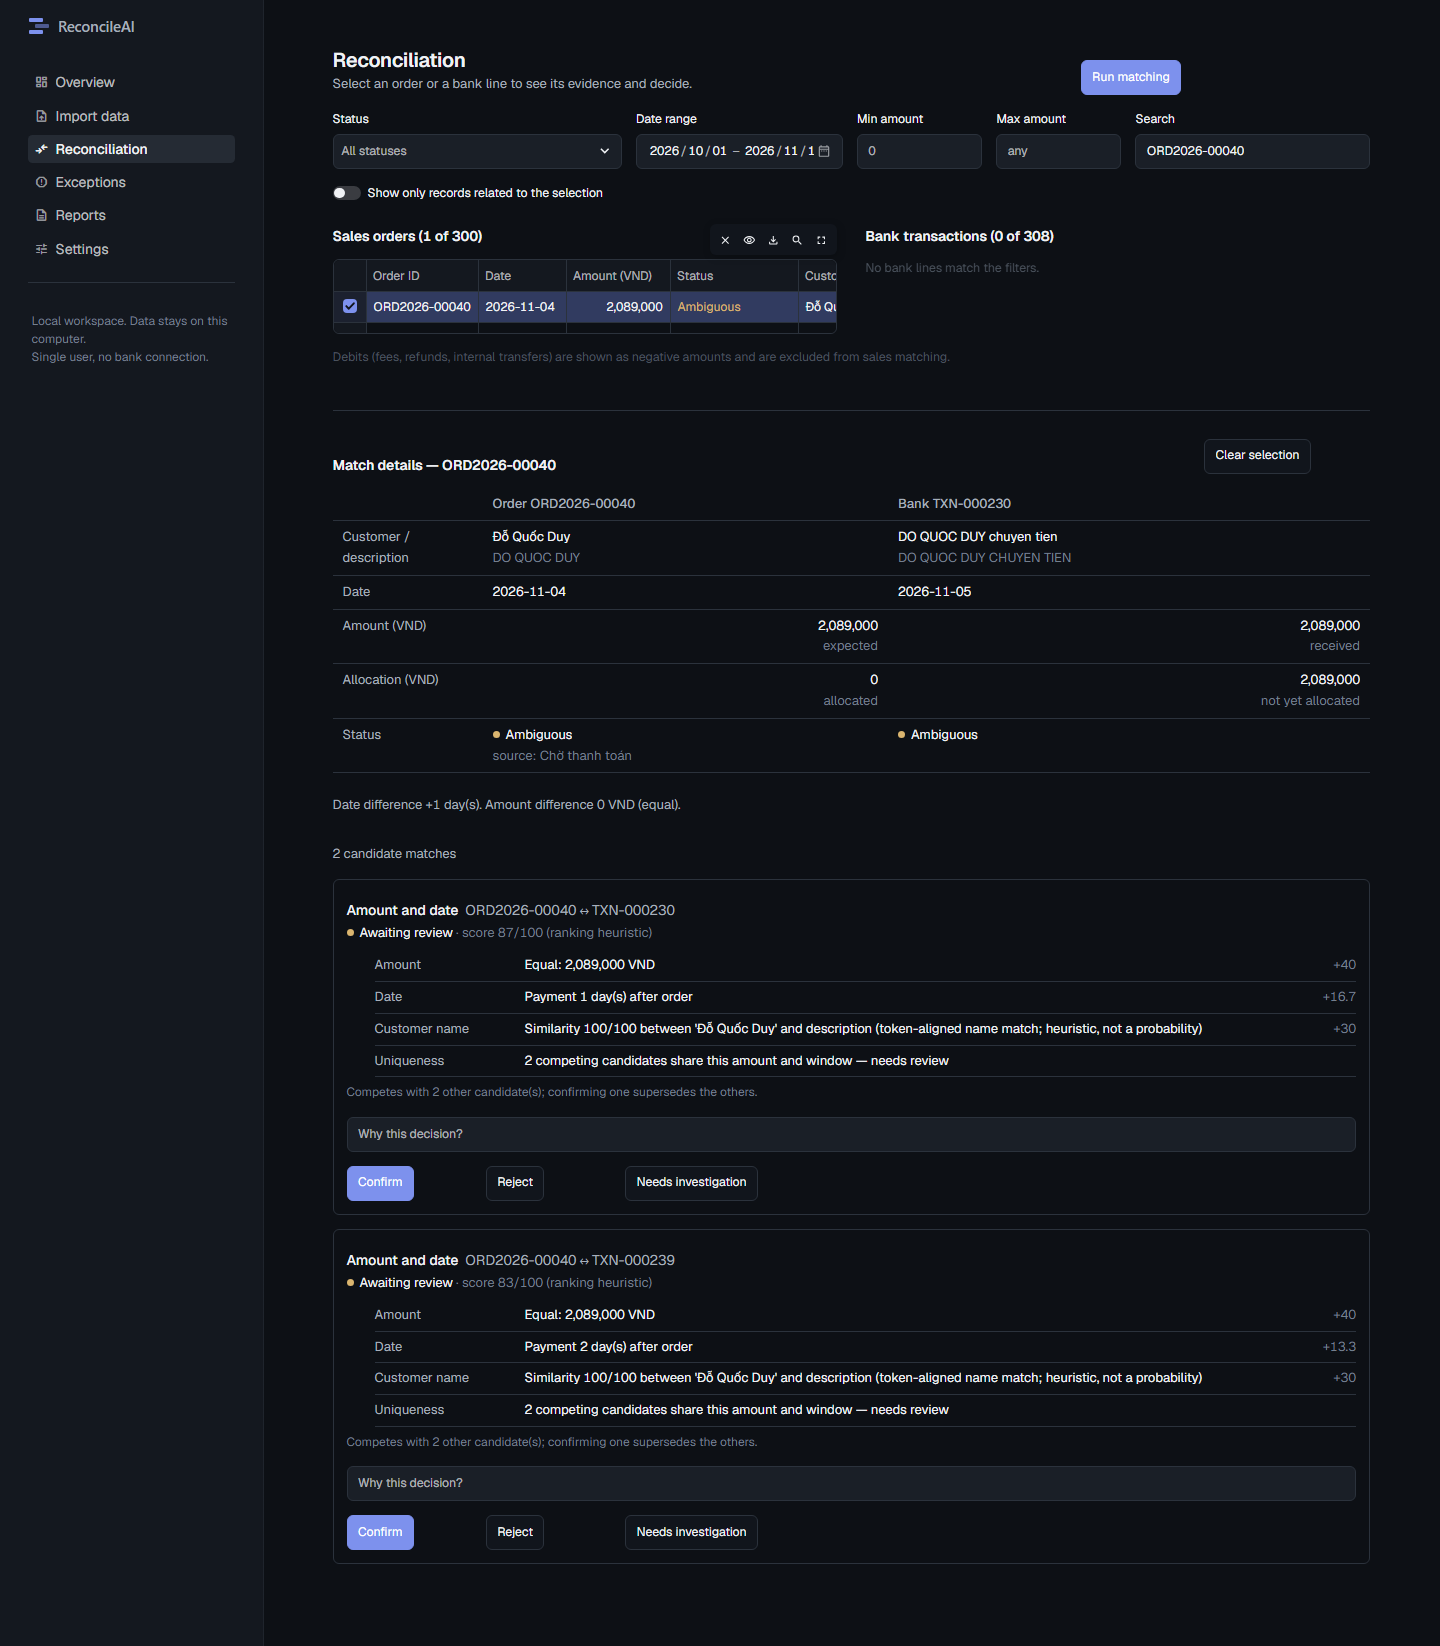 ReconcileAI
Overview
Import data
Reconciliation
Exceptions
Reports
Settings
Local workspace. Data stays on this
computer.
Single user, no bank connection.
Reconciliation
Select an order or a bank line to see its evidence and decide.
Run matching
Status
Date range
Min amount
Max amount
Search
All statuses
2026/10/01 – 2026/11/1
0
any
ORD2026-00040
Show only records related to the selection
Sales orders (1 of 300)
Order ID Date Amount (VND) Status Custo
ORD2026-00040 2026-11-04 2,089,000 Ambiguous Đỗ Qu
Bank transactions (0 of 308)
No bank lines match the filters.
Debits (fees, refunds, internal transfers) are shown as negative amounts and are excluded from sales matching.
Match details — ORD2026-00040
Clear selection
Order ORD2026-00040 Bank TXN-000230
Customer / Đỗ Quốc Duy DO QUOC DUY chuyen tien
description DO QUOC DUY DO QUOC DUY CHUYEN TIEN
Date 2026-11-04 2026-11-05
Amount (VND) 2,089,000 2,089,000
expected received
Allocation (VND) 0 2,089,000
allocated not yet allocated
Status Ambiguous Ambiguous
source: Chờ thanh toán
Date difference +1 day(s). Amount difference 0 VND (equal).
2 candidate matches
Amount and date ORD2026-00040 ↔ TXN-000230
Awaiting review · score 87/100 (ranking heuristic)
Amount Equal: 2,089,000 VND +40
Date Payment 1 day(s) after order +16.7
Customer name Similarity 100/100 between 'Đỗ Quốc Duy' and description (token-aligned name match; heuristic, not a probability) +30
Uniqueness 2 competing candidates share this amount and window — needs review
Competes with 2 other candidate(s); confirming one supersedes the others.
Why this decision?
Confirm Reject Needs investigation
Amount and date ORD2026-00040 ↔ TXN-000239
Awaiting review · score 83/100 (ranking heuristic)
Amount Equal: 2,089,000 VND +40
Date Payment 2 day(s) after order +13.3
Customer name Similarity 100/100 between 'Đỗ Quốc Duy' and description (token-aligned name match; heuristic, not a probability) +30
Uniqueness 2 competing candidates share this amount and window — needs review
Competes with 2 other candidate(s); confirming one supersedes the others.
Why this decision?
Confirm Reject Needs investigation